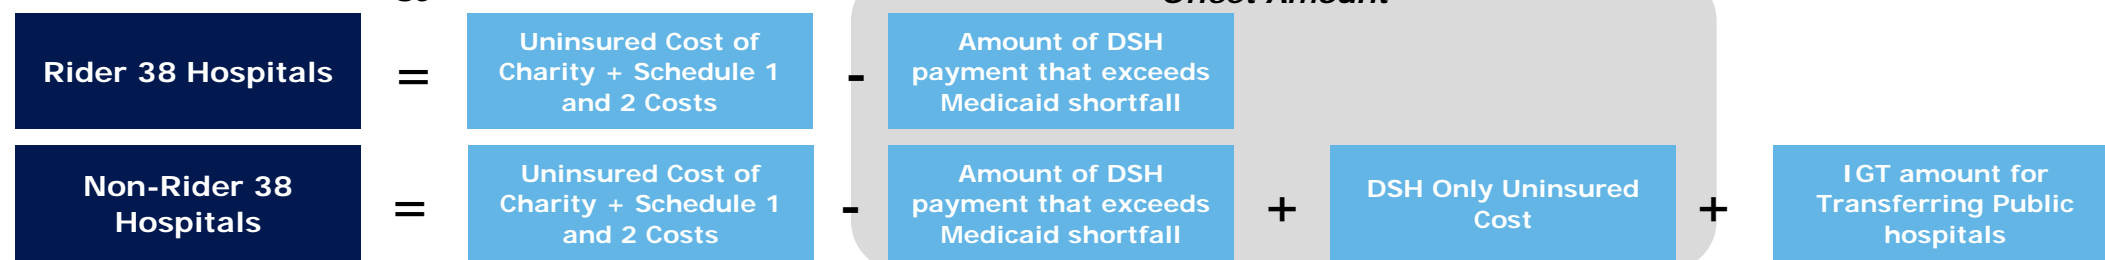 Amount
Rider 38 Hospitals
=
Uninsured Cost of
Charity + Schedule 1
and 2 Costs
-
Amount of DSH
payment that exceeds
Medicaid shortfall
Non-Rider 38
Hospitals
=
Uninsured Cost of
Charity + Schedule 1
and 2 Costs
-
Amount of DSH
payment that exceeds
Medicaid shortfall
+
DSH Only Uninsured
Cost
+
IGT amount for
Transferring Public
hospitals